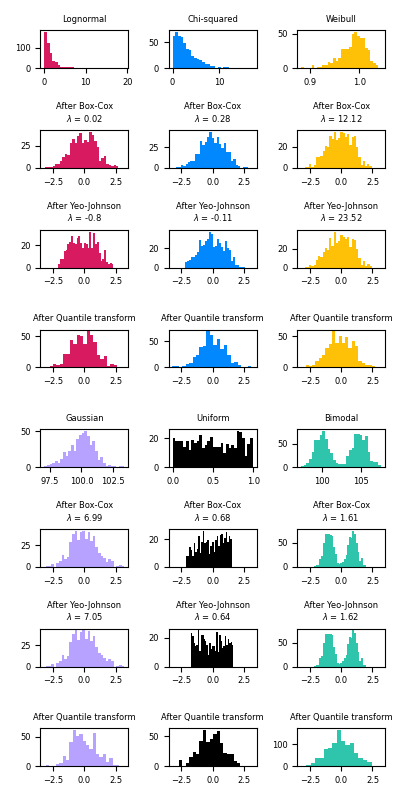 Lognormal Chi-squared Weibull
100 50 50
0 0 0
0 10 20 0 10 0.9 1.0
After Box-Cox After Box-Cox After Box-Cox
λ = 0.02 λ = 0.28 λ = 12.12
25 25 20
0 0 0
−2.5 0.0 2.5 −2.5 0.0 2.5 −2.5 0.0 2.5
After Yeo-Johnson After Yeo-Johnson After Yeo-Johnson
λ = -0.8 λ = -0.11 λ = 23.52
20 20 20
0 0 0
−2.5 0.0 2.5 −2.5 0.0 2.5 −2.5 0.0 2.5
After Quantile transform After Quantile transform After Quantile transform
50 50 50
0 0 0
−2.5 0.0 2.5 −2.5 0.0 2.5 −2.5 0.0 2.5
Gaussian Uniform Bimodal
50 20 50
0 0 0
97.5 100.0 102.5 0.0 0.5 1.0 100 105
After Box-Cox After Box-Cox After Box-Cox
λ = 6.99 λ = 0.68 λ = 1.61
25 20 50
0 0 0
−2.5 0.0 2.5 −2.5 0.0 2.5 −2.5 0.0 2.5
After Yeo-Johnson After Yeo-Johnson After Yeo-Johnson
λ = 7.05 λ = 0.64 λ = 1.62
25 20 50
0 0 0
−2.5 0.0 2.5 −2.5 0.0 2.5 −2.5 0.0 2.5
After Quantile transform After Quantile transform After Quantile transform
50 50 100
0 0 0
−2.5 0.0 2.5 −2.5 0.0 2.5 −2.5 0.0 2.5